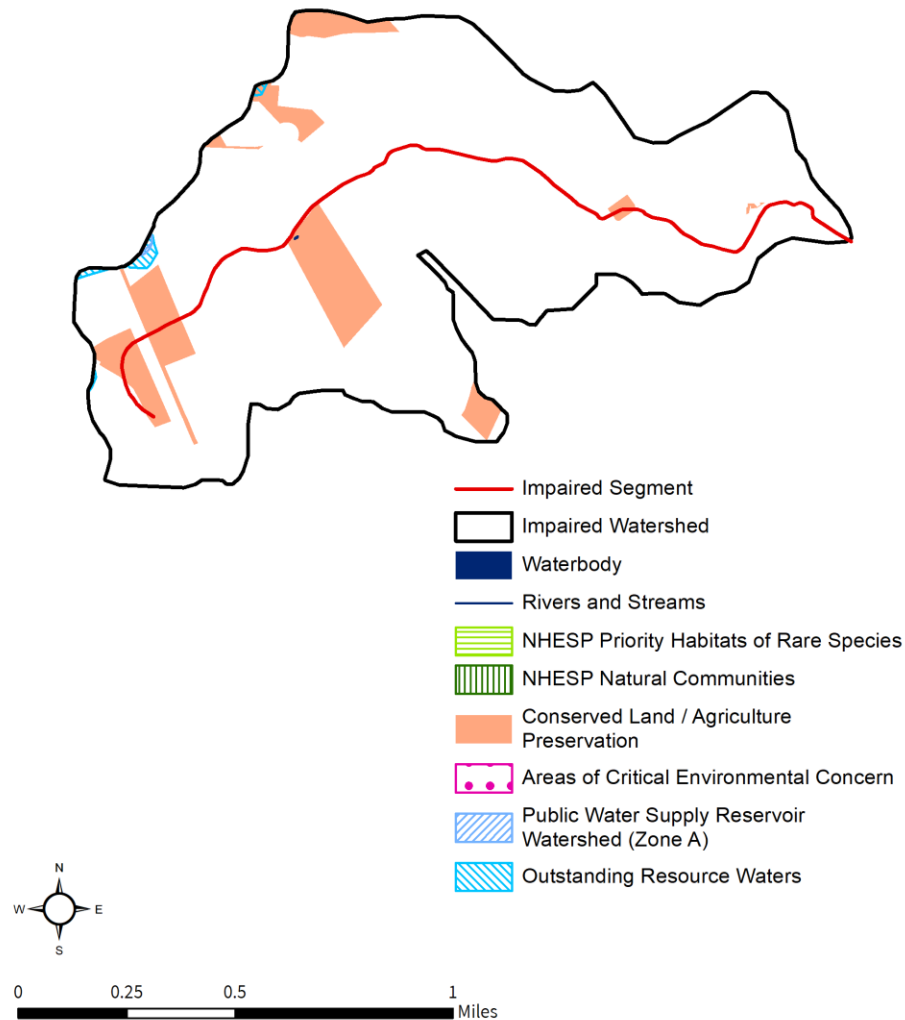 Impaired Segment
Impaired Watershed
Waterbody
Rivers and Streams
NHESP Priority Habitats of Rare Species
NHESP Natural Communities
Conserved Land / Agriculture
Preservation
Areas of Critical Environmental Concern
Public Water Supply Reservoir
Watershed (Zone A)
Outstanding Resource Waters
N
W E
S
0 0.25 0.5 1
Miles